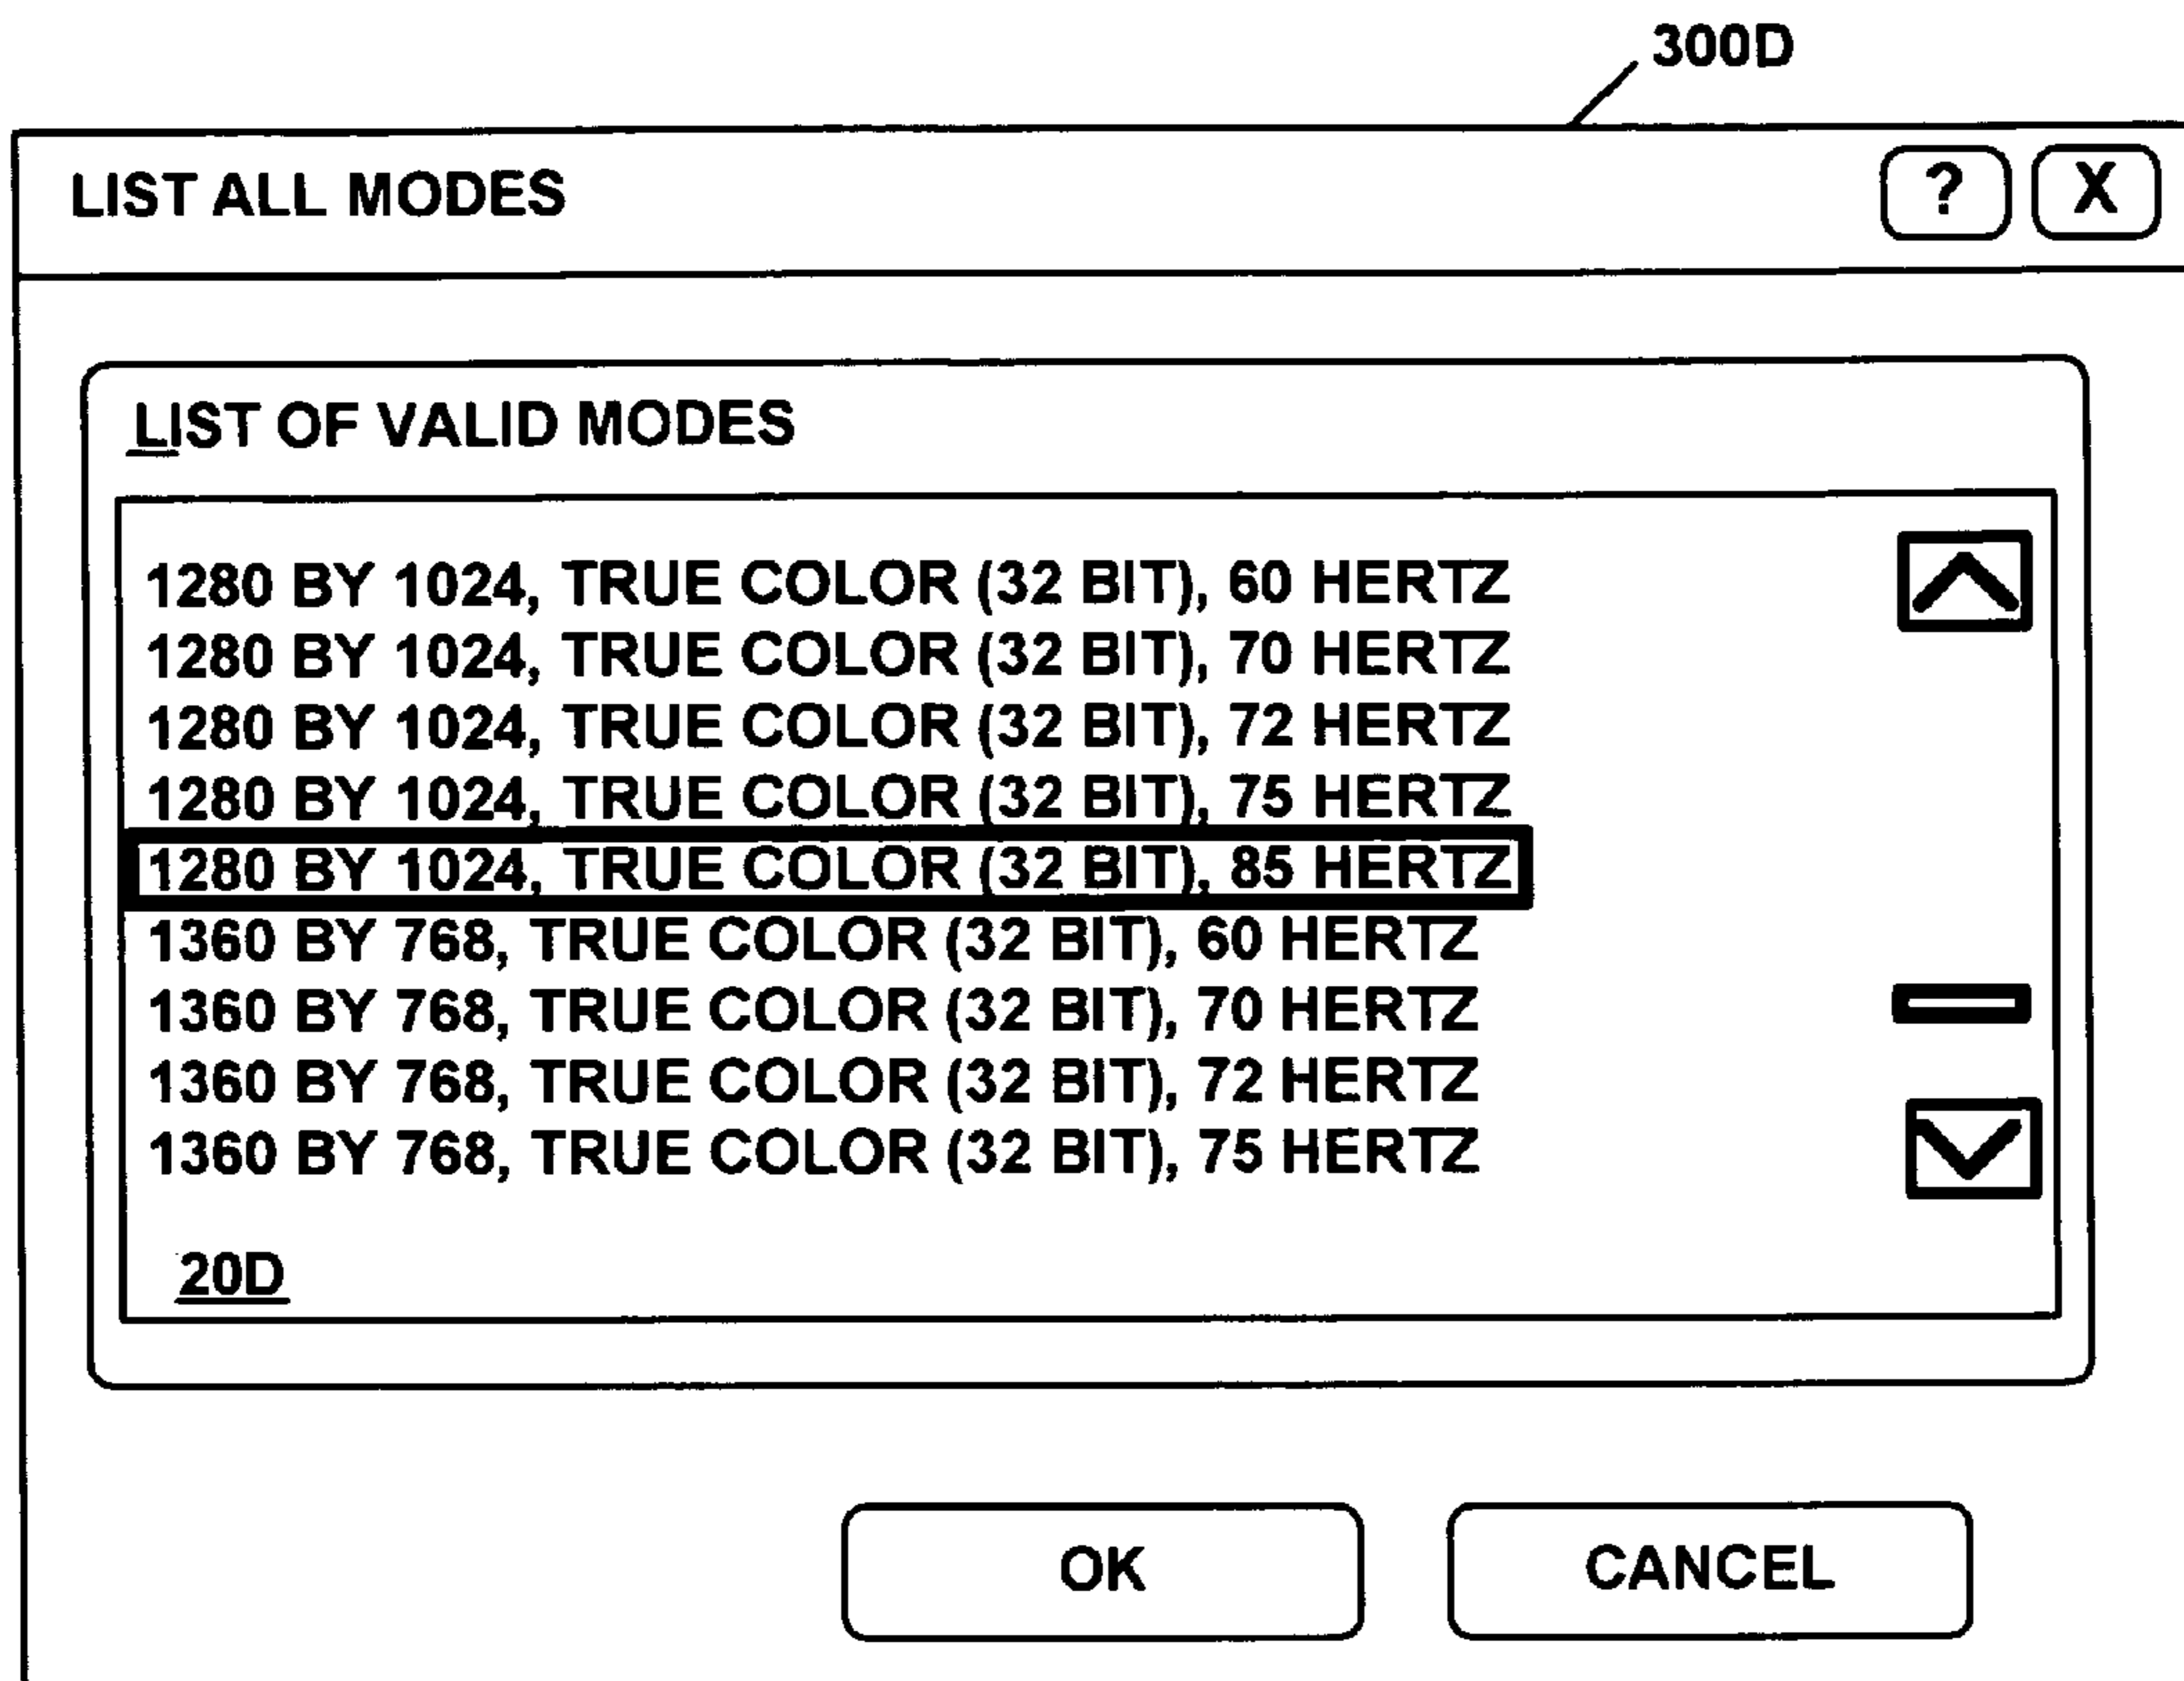 300D
LIST ALL MODES ? X
LIST OF VALID MODES
1280 BY 1024, TRUE COLOR (32 BIT), 60 HERTZ
1280 BY 1024, TRUE COLOR (32 BIT), 70 HERTZ
1280 BY 1024, TRUE COLOR (32 BIT), 72 HERTZ
1280 BY 1024, TRUE COLOR (32 BIT), 75 HERTZ
1280 BY 1024, TRUE COLOR (32 BIT), 85 HERTZ
1360 BY 768, TRUE COLOR (32 BIT), 60 HERTZ
1360 BY 768, TRUE COLOR (32 BIT), 70 HERTZ
1360 BY 768, TRUE COLOR (32 BIT), 72 HERTZ
1360 BY 768, TRUE COLOR (32 BIT), 75 HERTZ
20D
OK CANCEL